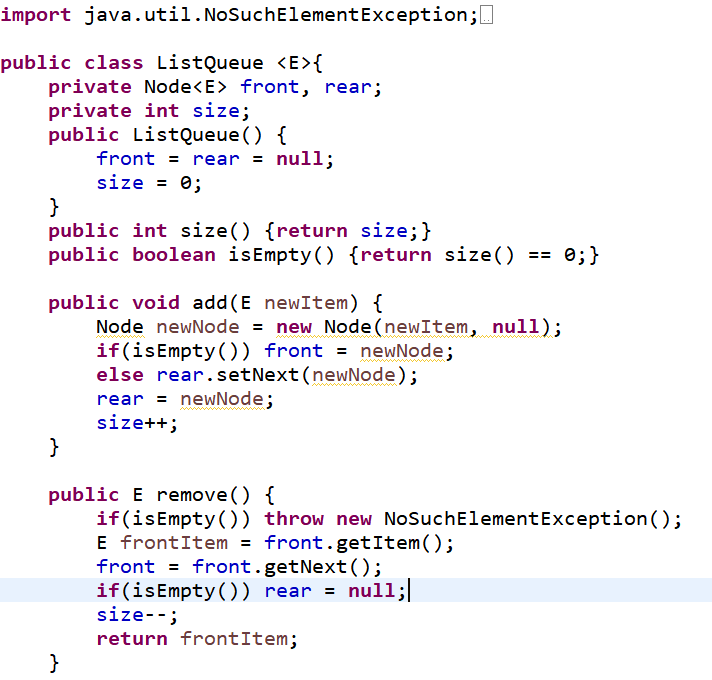 import java.util.NoSuchElementException;
public class ListQueue <E>{
    private Node<E> front, rear;
    private int size;
    public ListQueue() {
        front = rear = null;
        size = 0;
    }
    public int size() {return size;}
    public boolean isEmpty() {return size() == 0;}
    public void add(E newItem) {
        Node newNode = new Node(newItem, null);
        if(isEmpty()) front = newNode;
        else rear.setNext(newNode);
        rear = newNode;
        size++;
    }
    public E remove() {
        if(isEmpty()) throw new NoSuchElementException();
        E frontItem = front.getItem();
        front = front.getNext();
        if(isEmpty()) rear = null;
        size--;
        return frontItem;
    }